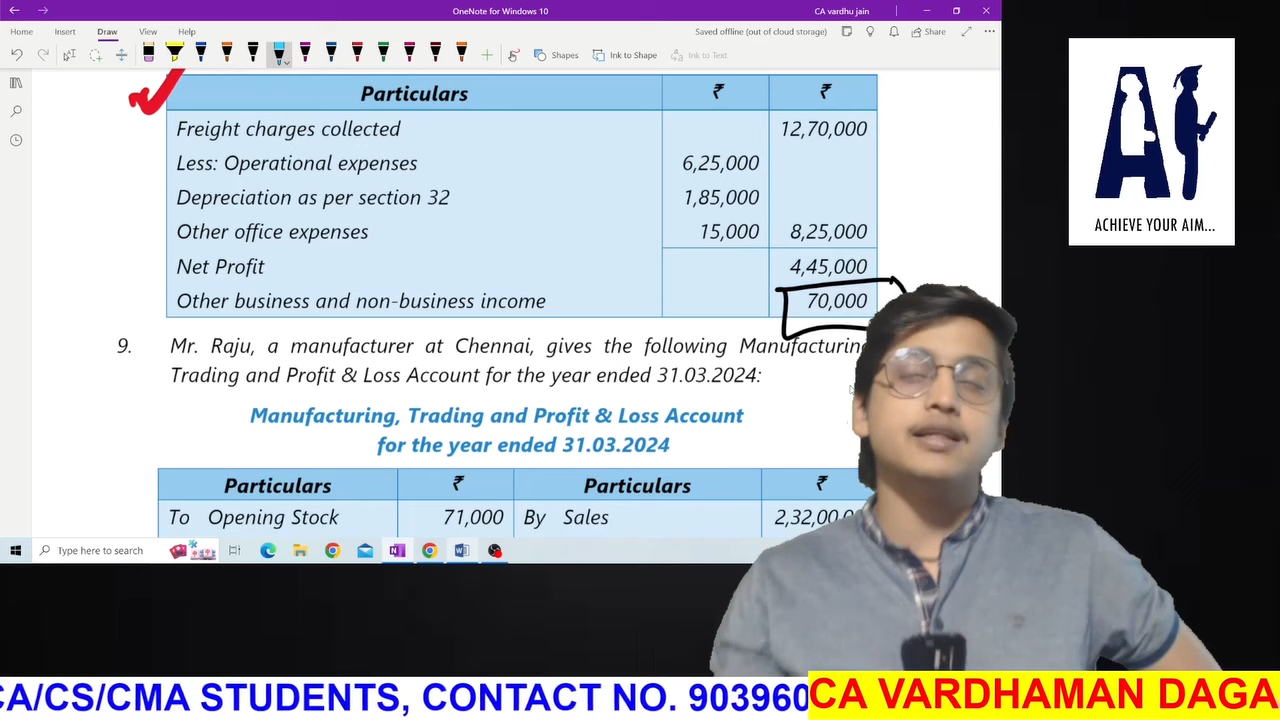 OneNote for Windows 10
CA vardhu jain
Home Insert Draw View Help
Saved offline (out of cloud storage)
Share
Shapes
Ink to Shape
Ink to Text
Particulars ₹ ₹
Freight charges collected 12,70,000
Less: Operational expenses 6,25,000
Depreciation as per section 32 1,85,000
Other office expenses 15,000 8,25,000
Net Profit 4,45,000
Other business and non-business income 70,000
9. Mr. Raju, a manufacturer at Chennai, gives the following Manufacturing
Trading and Profit & Loss Account for the year ended 31.03.2024:
Manufacturing, Trading and Profit & Loss Account
for the year ended 31.03.2024
Particulars ₹ Particulars ₹
To Opening Stock 71,000 By Sales 2,32,00,
Type here to search
AI
ACHIEVE YOUR AIM...
CA/CS/CMA STUDENTS, CONTACT NO. 903960
CA VARDHAMAN DAGA